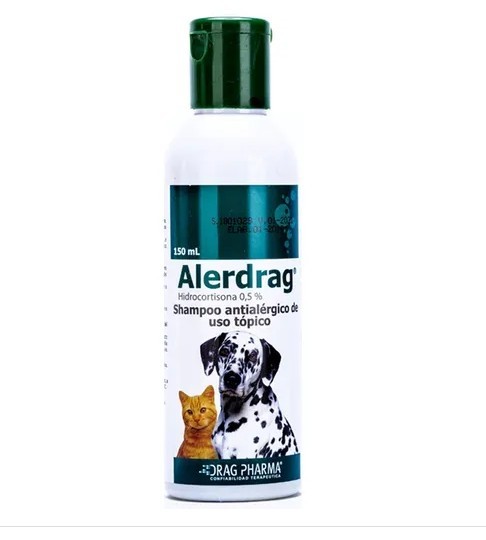 150 mL
Alerdrag®
Hidrocortisona 0,5 %
Shampoo antialérgico de
uso tópico
DRAG PHARMA®
CONFIABILIDAD TERAPEUTICA